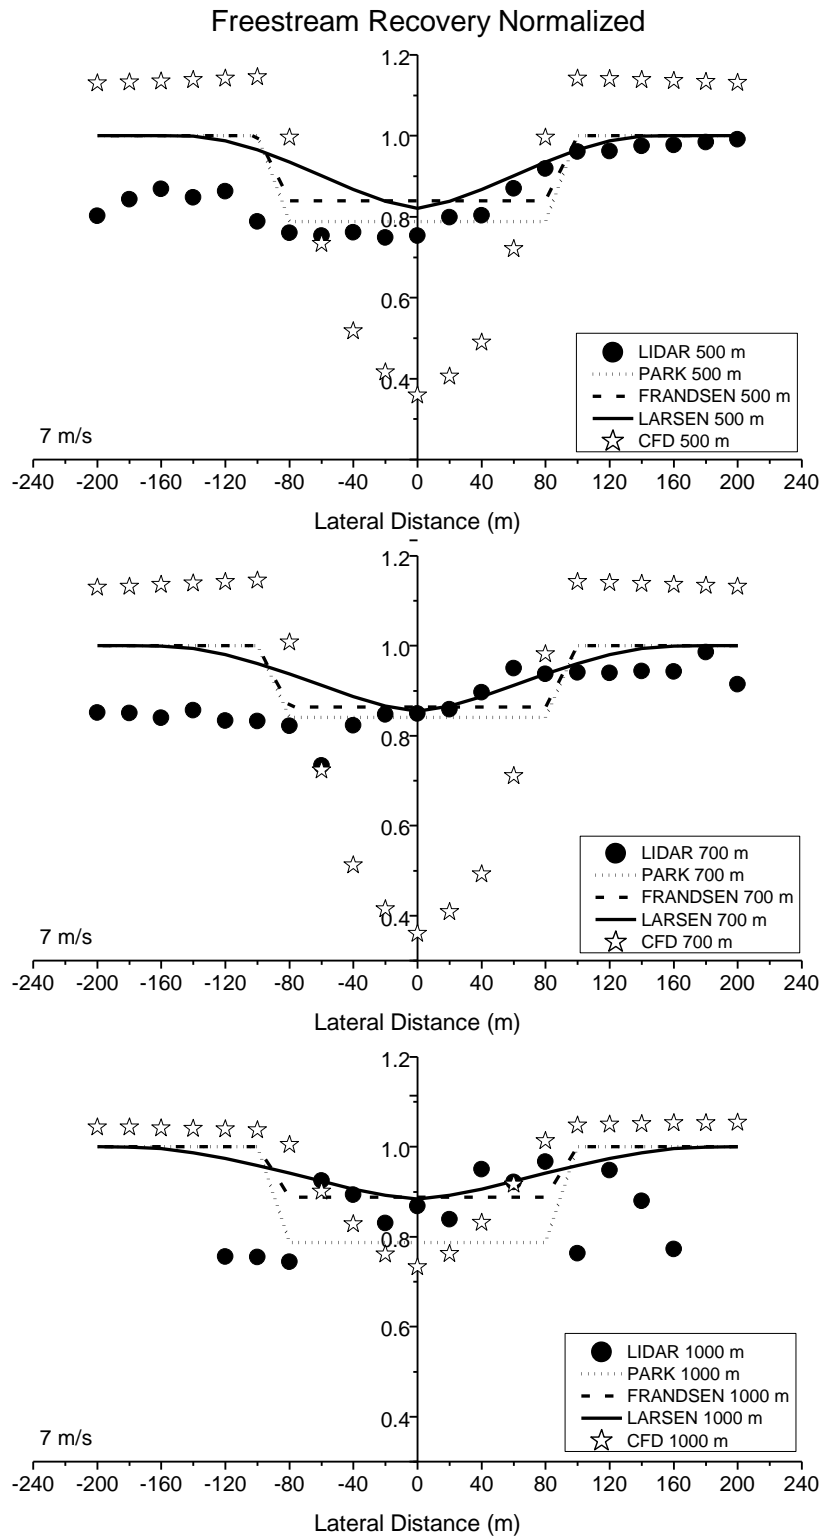 Freestream Recovery Normalized
1.2
1.0
0.8
0.6
0.4
LIDAR 500 m
PARK 500 m
FRANDSEN 500 m
LARSEN 500 m
CFD 500 m
7 m/s
-240 -200 -160 -120 -80 -40 0 40 80 120 160 200 240
Lateral Distance (m)
1.2
1.0
0.8
0.6
0.4
LIDAR 700 m
PARK 700 m
FRANDSEN 700 m
LARSEN 700 m
CFD 700 m
7 m/s
-240 -200 -160 -120 -80 -40 0 40 80 120 160 200 240
Lateral Distance (m)
1.2
1.0
0.8
0.6
0.4
LIDAR 1000 m
PARK 1000 m
FRANDSEN 1000 m
LARSEN 1000 m
CFD 1000 m
7 m/s
-240 -200 -160 -120 -80 -40 0 40 80 120 160 200 240
Lateral Distance (m)